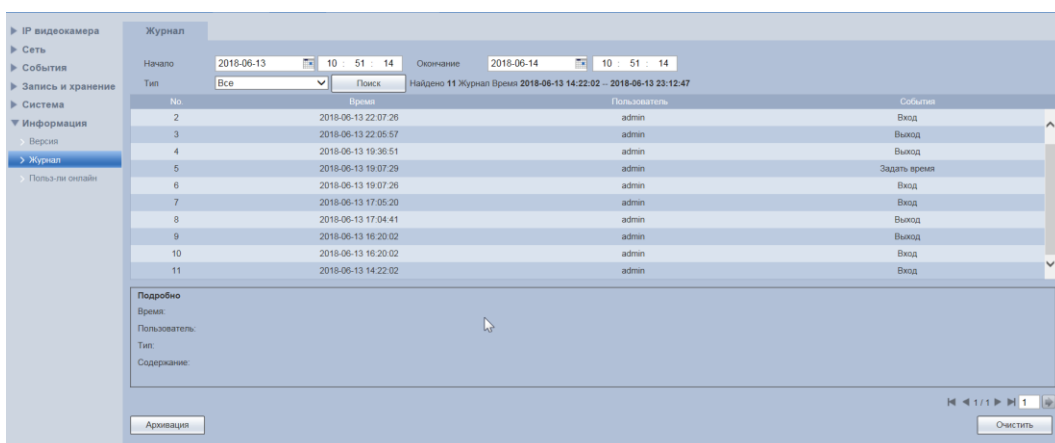 IP видеокамера
Сеть
События
Запись и хранение
Система
Информация
Версия
Журнал
Польз-ли онлайн
Журнал
Начало 2018-06-13 10 : 51 : 14 Окончание 2018-06-14 10 : 51 : 14
Тип Все Поиск Найдено 11 Журнал Время 2018-06-13 14:22:02 -- 2018-06-13 23:12:47
No. Время Пользователь События
2 2018-06-13 22:07:26 admin Вход
3 2018-06-13 22:05:57 admin Выход
4 2018-06-13 19:36:51 admin Выход
5 2018-06-13 19:07:29 admin Задать время
6 2018-06-13 19:07:26 admin Вход
7 2018-06-13 17:05:20 admin Вход
8 2018-06-13 17:04:41 admin Выход
9 2018-06-13 16:20:02 admin Выход
10 2018-06-13 16:20:02 admin Вход
11 2018-06-13 14:22:02 admin Вход
Подробно
Время:
Пользователь:
Тип:
Содержание:
1 / 1 1
Архивация Очистить